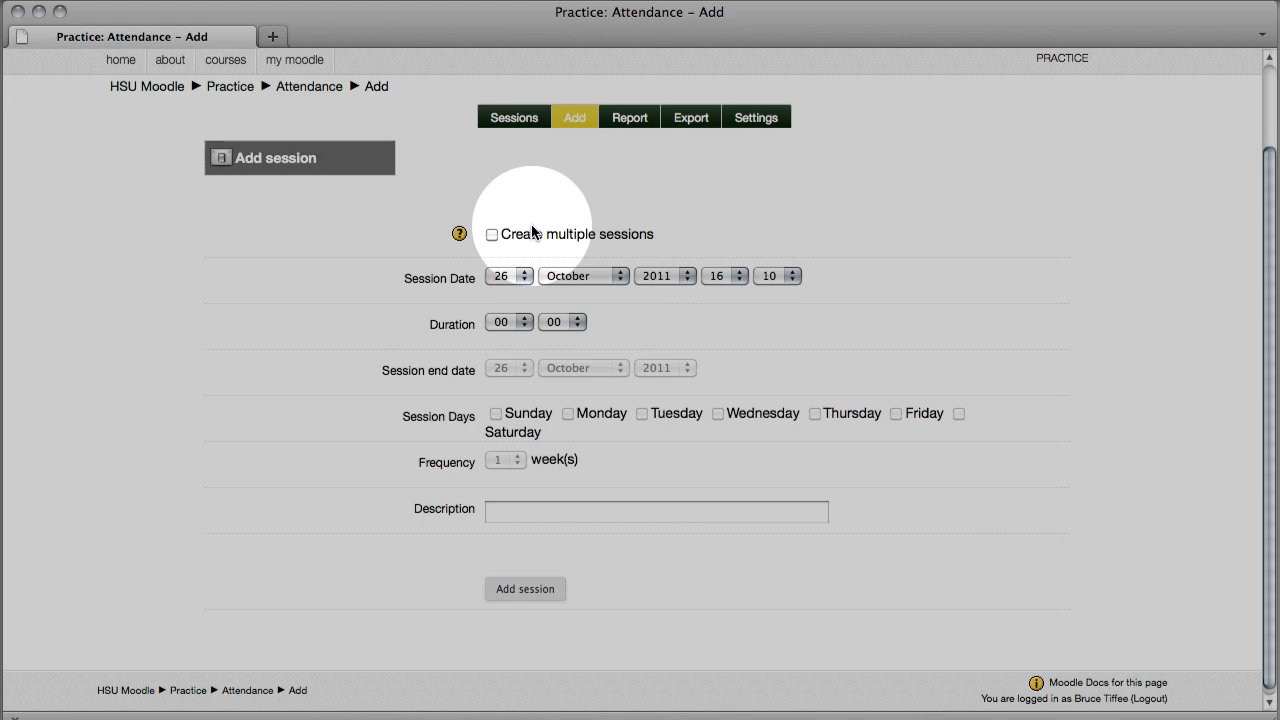 Practice: Attendance – Add
Practice: Attendance – Add
home about courses my moodle PRACTICE
HSU Moodle ► Practice ► Attendance ► Add
Sessions Add Report Export Settings
Add session
? Create multiple sessions
Session Date 26 October 2011 16 10
Duration 00 00
Session end date 26 October 2011
Session Days Sunday Monday Tuesday Wednesday Thursday Friday
Saturday
Frequency 1 week(s)
Description
Add session
HSU Moodle ► Practice ► Attendance ► Add
i Moodle Docs for this page
You are logged in as Bruce Tiffee (Logout)